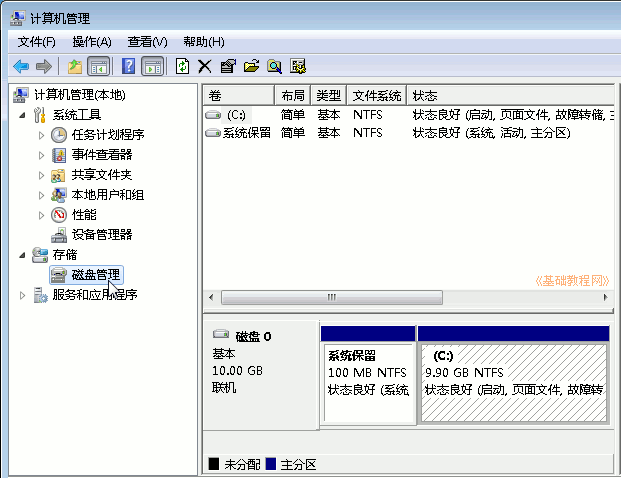 计算机管理
文件(F) 操作(A) 查看(V) 帮助(H)
计算机管理(本地)
系统工具
任务计划程序
事件查看器
共享文件夹
本地用户和组
性能
设备管理器
存储
磁盘管理
服务和应用程序
卷 布局 类型 文件系统 状态
(C:) 简单 基本 NTFS 状态良好 (启动, 页面文件, 故障转储, 主
系统保留 简单 基本 NTFS 状态良好 (系统, 活动, 主分区)
《基础教程网》
磁盘 0
基本
10.00 GB
联机
系统保留
100 MB NTFS
状态良好 (系统,
(C:)
9.90 GB NTFS
状态良好 (启动, 页面文件, 故障转
未分配 主分区